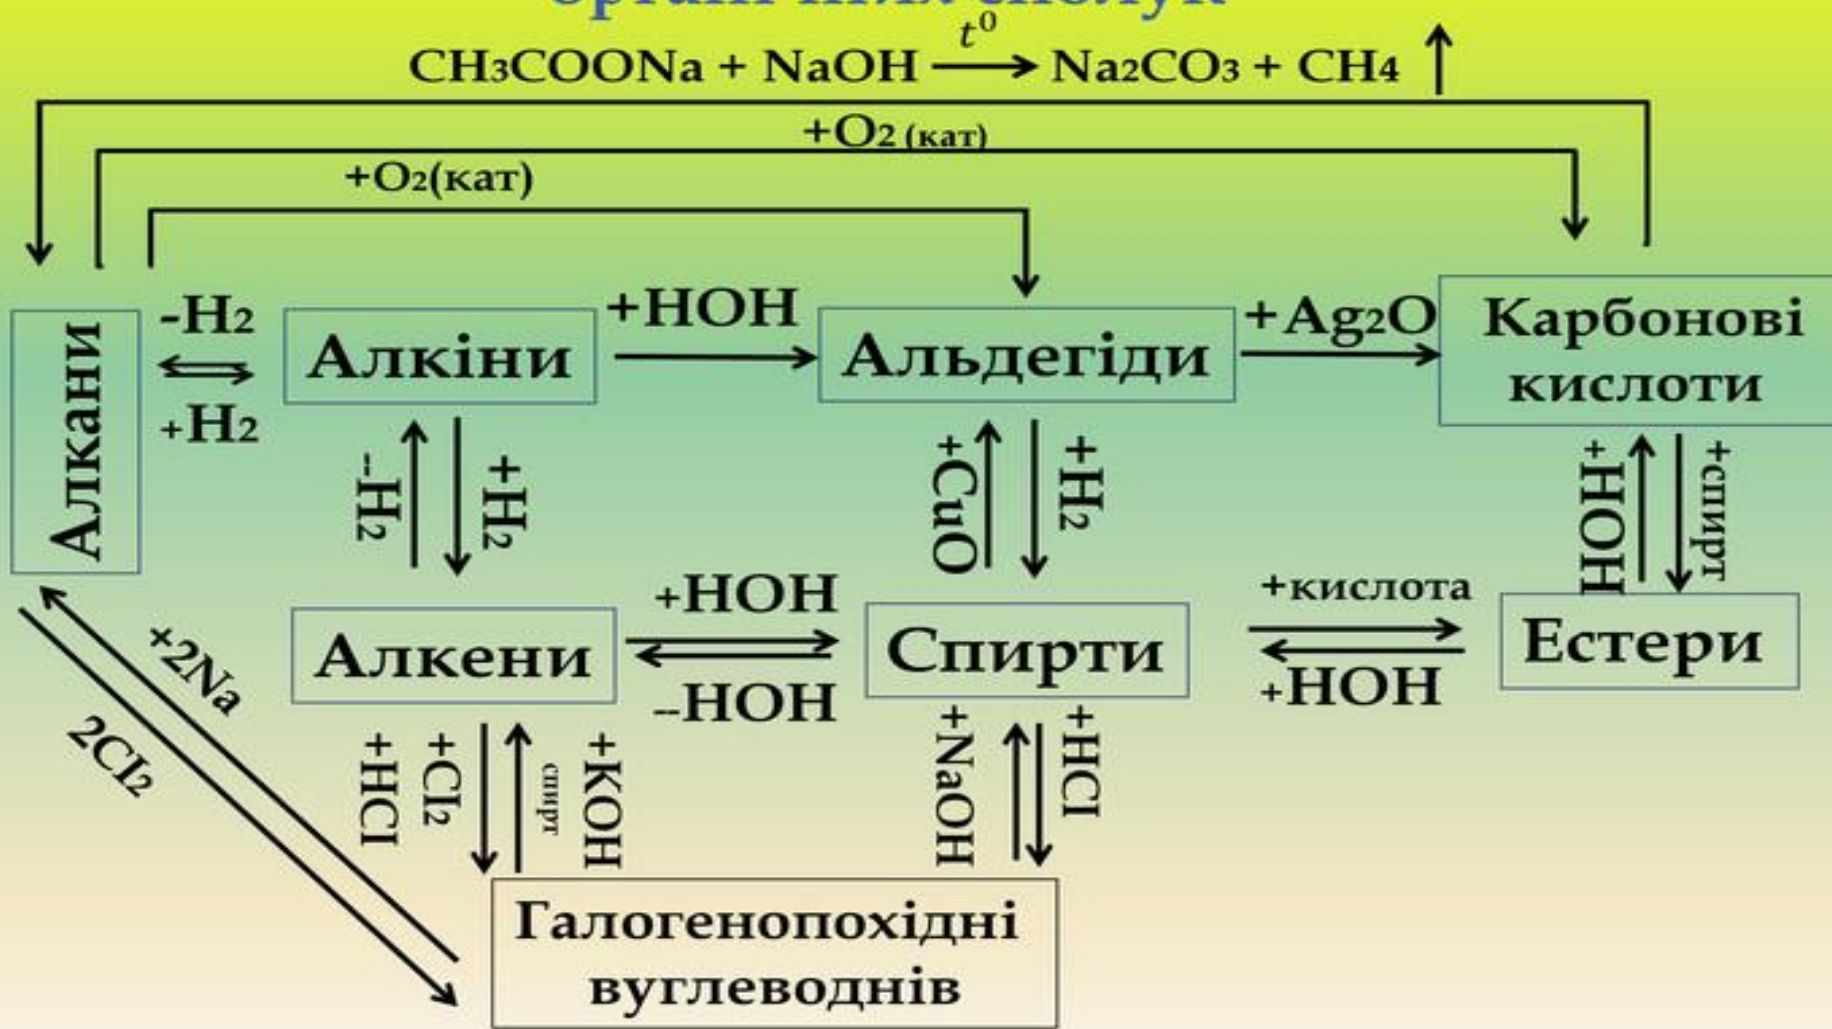 органічних сполук
CH₃COONa + NaOH ⟶ Na₂CO₃ + CH₄ ↑
t⁰
+O₂ (кат)
+O₂(кат)
-H₂
+H₂
+HOH
+Ag₂O
Алкани
Алкіни
Альдегіди
Карбонові
кислоти
--H₂
+H₂
+CuO
+H₂
+HOH
+спирт
+HOH
--HOH
+кислота
+HOH
Алкени
Спирти
Естери
+2Na
2Cl₂
+HCl
+Cl₂
спирт
+KOH
+NaOH
+HCl
Галогенопохідні
вуглеводнів